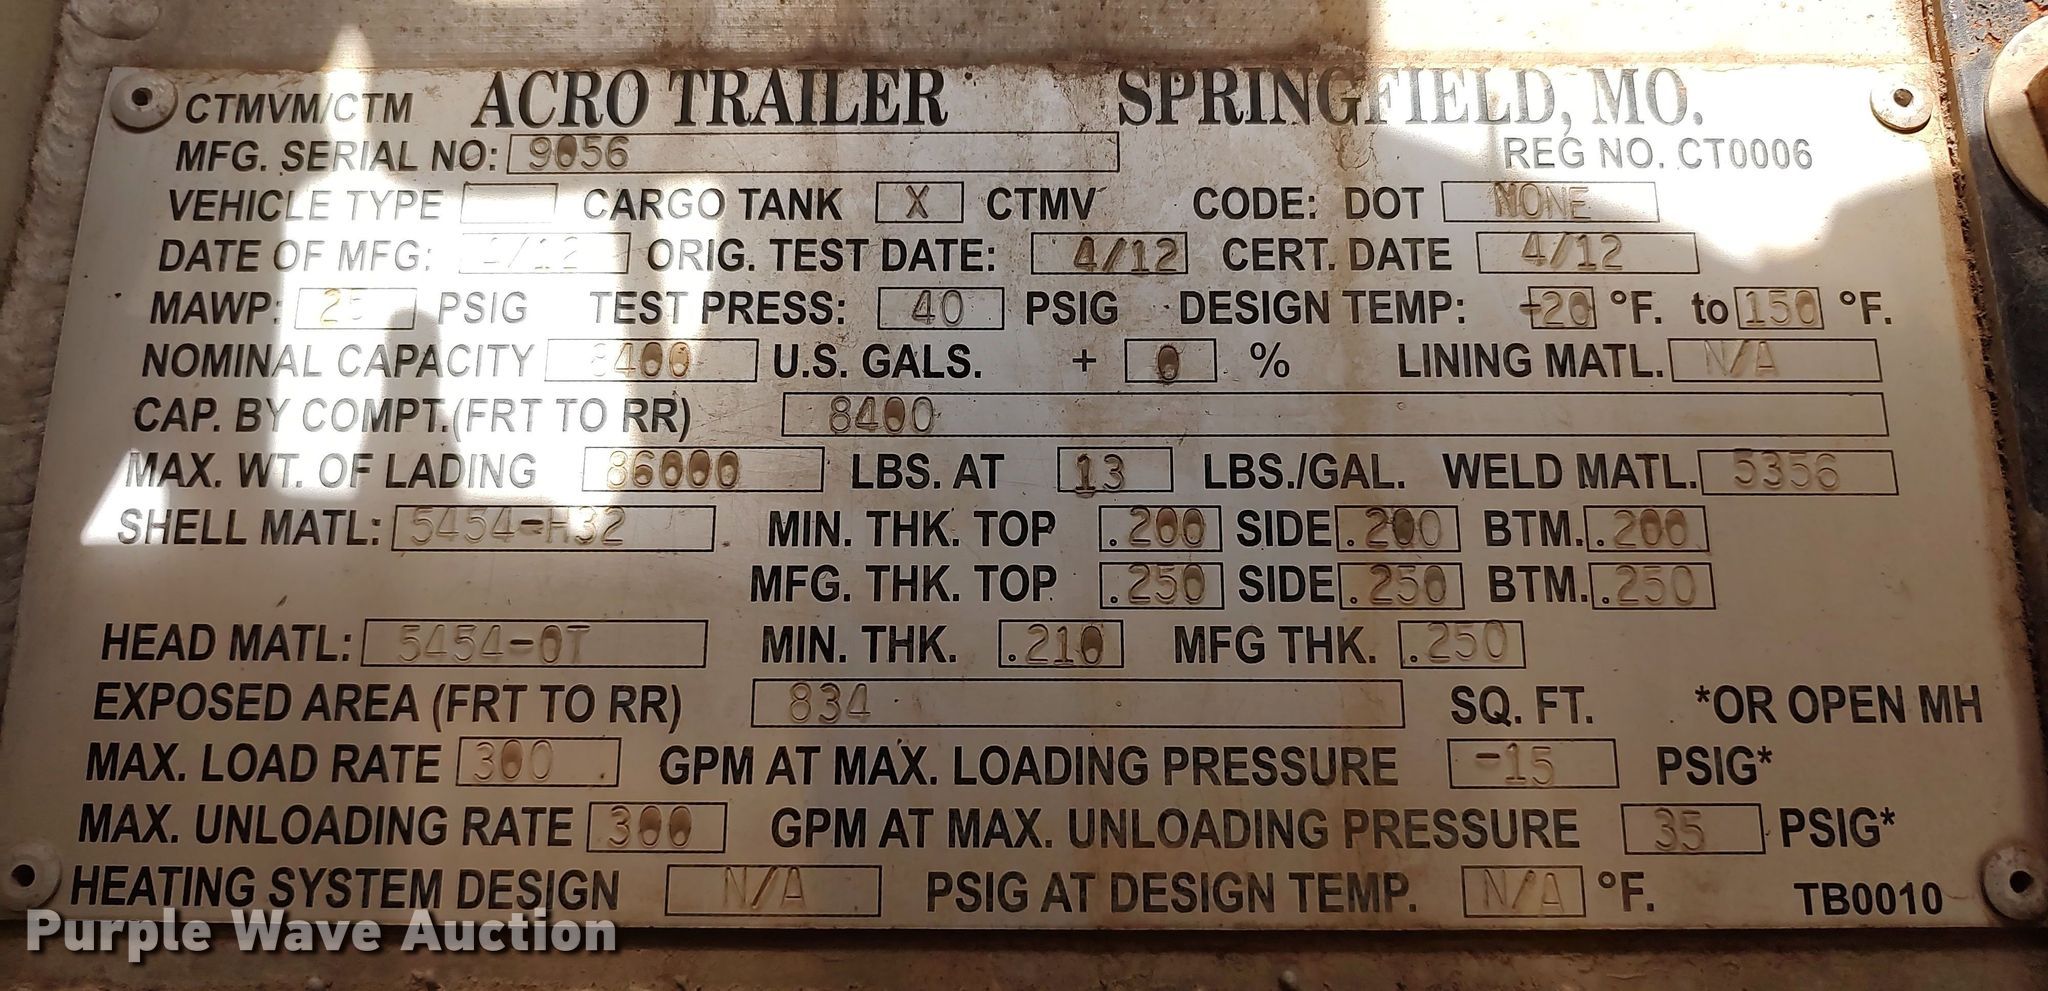 CTMVM/CTM ACRO TRAILER SPRINGFIELD, MO.
MFG. SERIAL NO: 9056 REG NO. CT0006
VEHICLE TYPE CARGO TANK X CTMV CODE: DOT NONE
DATE OF MFG: /12 ORIG. TEST DATE: 4/12 CERT. DATE 4/12
MAWP: 25 PSIG TEST PRESS: 40 PSIG DESIGN TEMP: +20 °F. to 150 °F.
NOMINAL CAPACITY 8400 U.S. GALS. + 0 % LINING MATL. N/A
CAP. BY COMPT.(FRT TO RR) 8400
MAX. WT. OF LADING 86000 LBS. AT 13 LBS./GAL. WELD MATL. 5356
SHELL MATL: 5454-H32 MIN. THK. TOP .200 SIDE .200 BTM. .200
MFG. THK. TOP .250 SIDE .250 BTM. .250
HEAD MATL: 5454-0T MIN. THK. .210 MFG THK. .250
EXPOSED AREA (FRT TO RR) 834 SQ. FT. *OR OPEN MH
MAX. LOAD RATE 300 GPM AT MAX. LOADING PRESSURE -15 PSIG*
MAX. UNLOADING RATE 300 GPM AT MAX. UNLOADING PRESSURE 35 PSIG*
HEATING SYSTEM DESIGN N/A PSIG AT DESIGN TEMP. N/A °F. TB0010
Purple Wave Auction